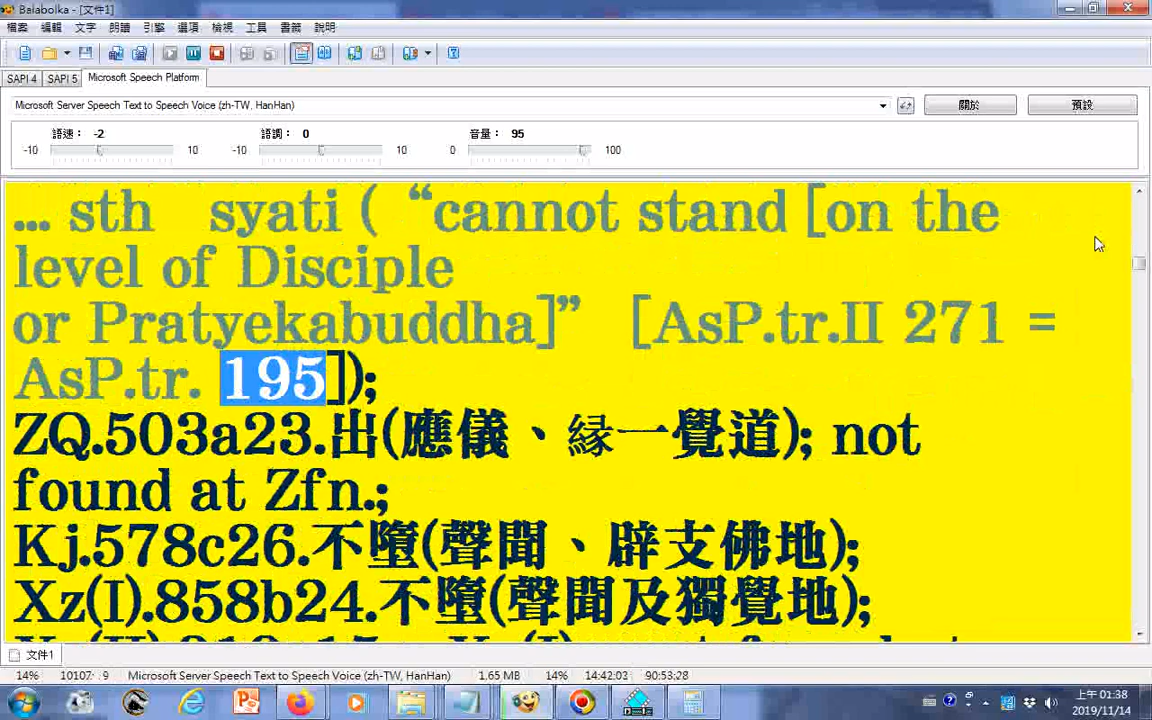 Balabolka - [文件1]
檔案 編輯 文字 朗讀 引擎 選項 檢視 工具 書籤 說明
SAPI 4 SAPI 5 Microsoft Speech Platform
Microsoft Server Speech Text to Speech Voice (zh-TW, HanHan) 關於 預設
語速： -2 語調： 0 音量： 95
-10 10 -10 10 0 100
... sth syati ( “cannot stand [on the
level of Disciple
or Pratyekabuddha]” [AsP.tr.II 271 =
AsP.tr. 195]);
ZQ.503a23.出(應儀、縁一覺道); not
found at Zfn.;
Kj.578c26.不墮(聲聞、辟支佛地);
Xz(I).858b24.不墮(聲聞及獨覺地);
文件1
14% 10107: 9 Microsoft Server Speech Text to Speech Voice (zh-TW, HanHan) 1,65 MB 14% 14:42:03 90:53:28
上午 01:38
2019/11/14